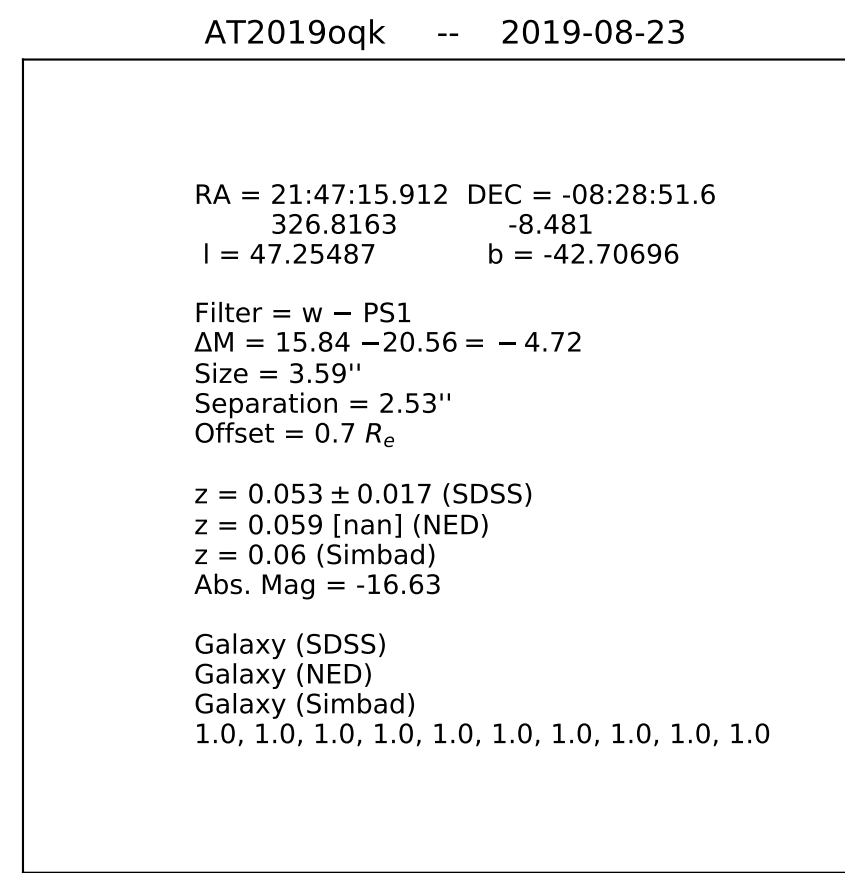 AT2019oqk -- 2019-08-23
RA = 21:47:15.912 DEC = -08:28:51.6
326.8163 -8.481
l = 47.25487 b = -42.70696
Filter = w − PS1
ΔM = 15.84 −20.56 = − 4.72
Size = 3.59''
Separation = 2.53''
Offset = 0.7 Rₑ
z = 0.053 ± 0.017 (SDSS)
z = 0.059 [nan] (NED)
z = 0.06 (Simbad)
Abs. Mag = -16.63
Galaxy (SDSS)
Galaxy (NED)
Galaxy (Simbad)
1.0, 1.0, 1.0, 1.0, 1.0, 1.0, 1.0, 1.0, 1.0, 1.0